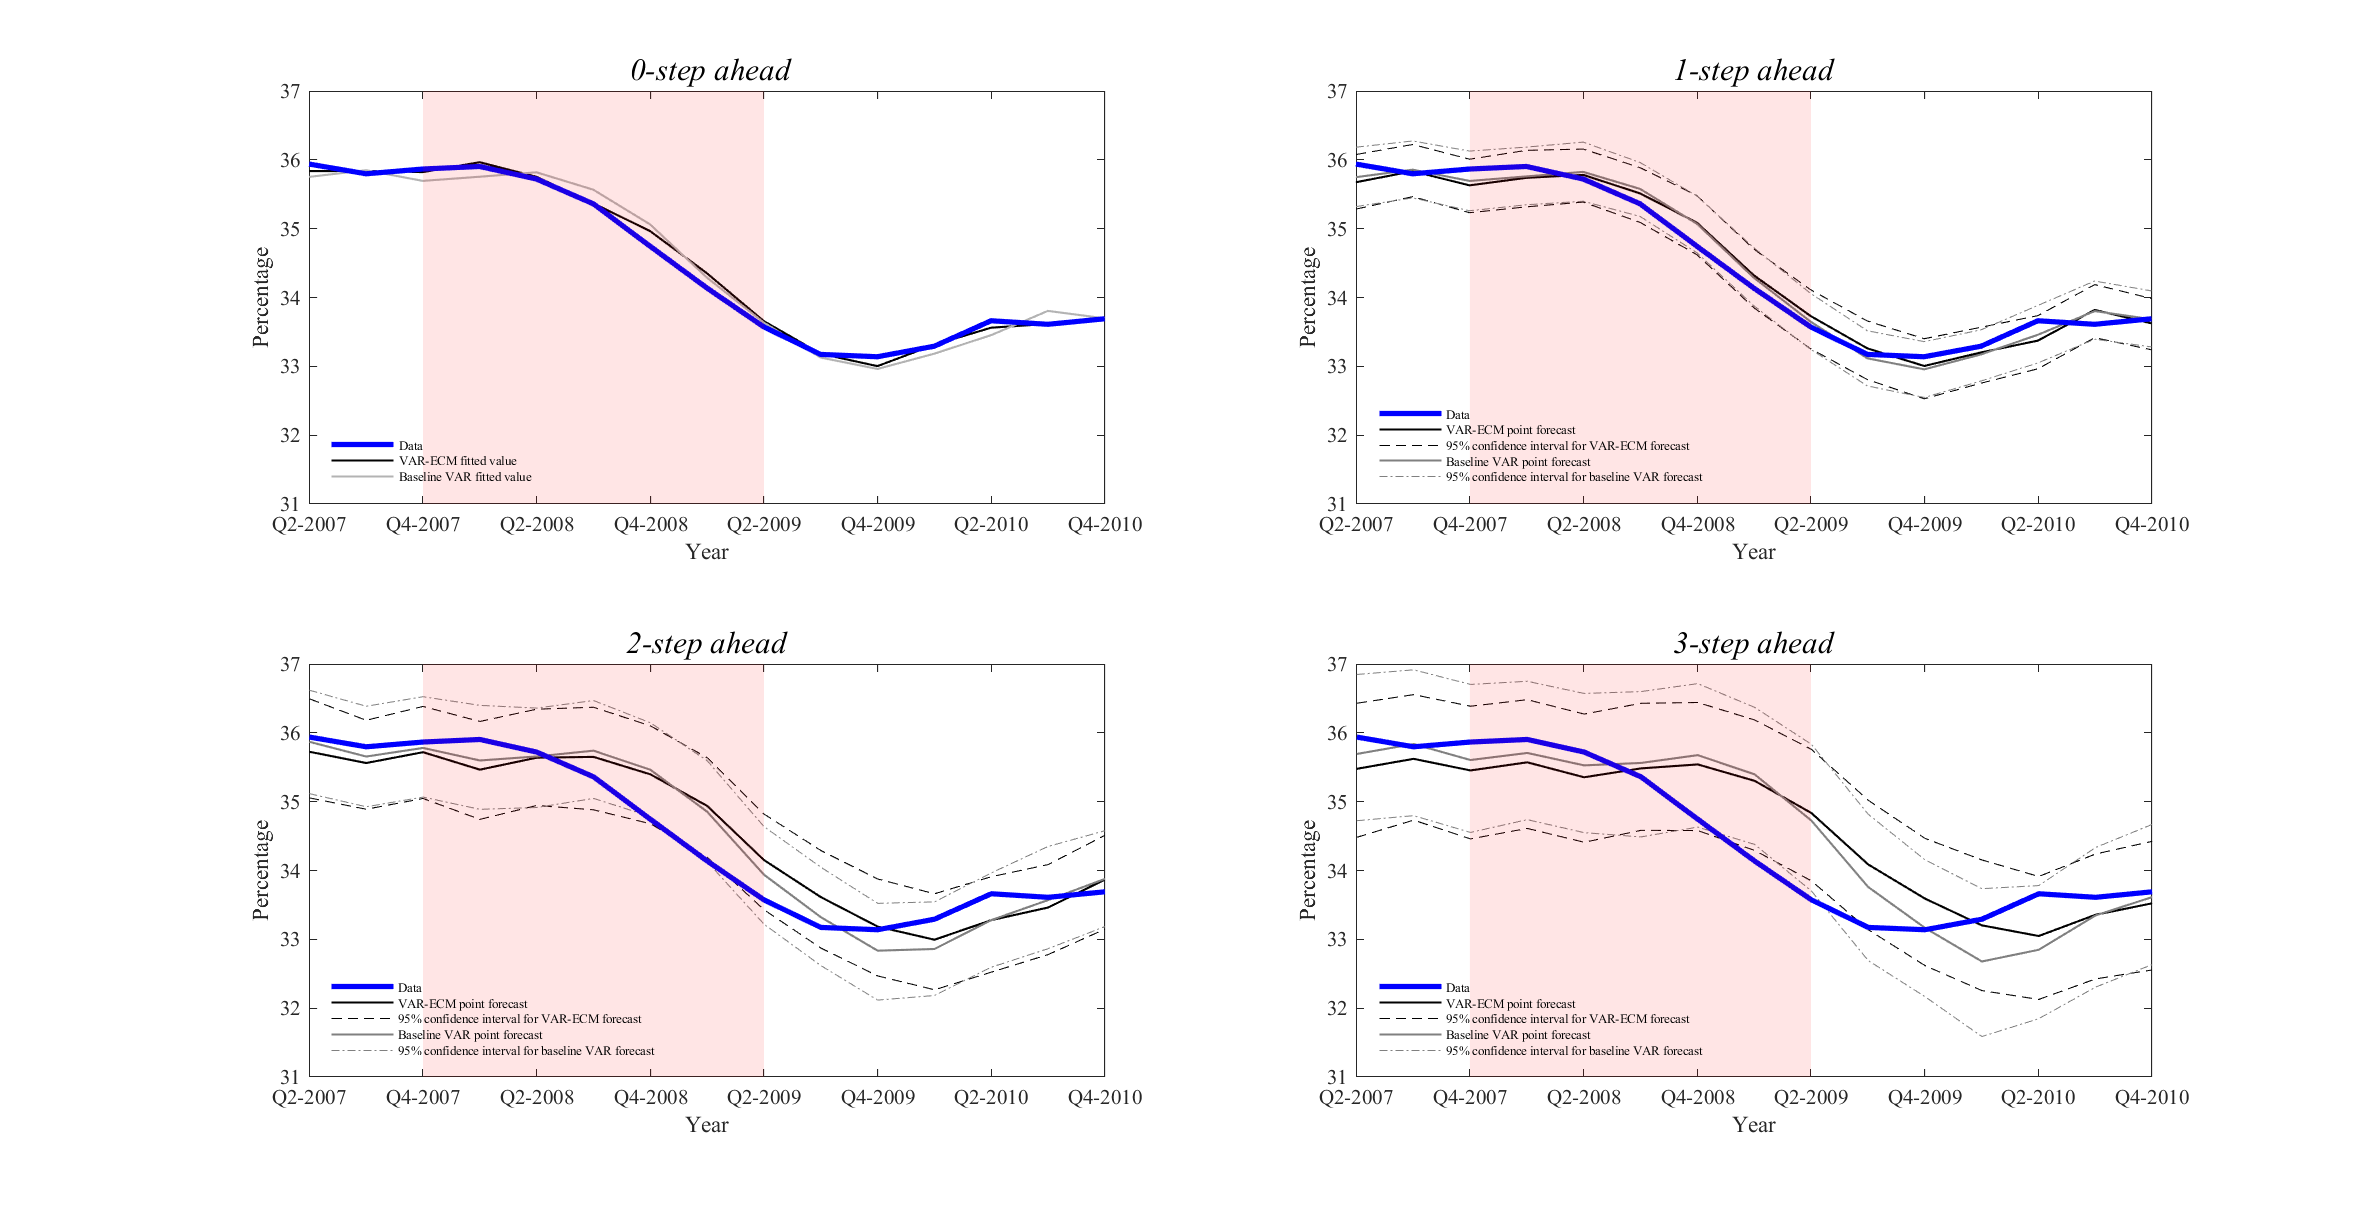 0-step ahead
37
36
35
34
33
32
31
Percentage
Data
VAR-ECM fitted value
Baseline VAR fitted value
Q2-2007 Q4-2007 Q2-2008 Q4-2008 Q2-2009 Q4-2009 Q2-2010 Q4-2010
Year
1-step ahead
37
36
35
34
33
32
31
Percentage
Data
VAR-ECM point forecast
95% confidence interval for VAR-ECM forecast
Baseline VAR point forecast
95% confidence interval for baseline VAR forecast
Q2-2007 Q4-2007 Q2-2008 Q4-2008 Q2-2009 Q4-2009 Q2-2010 Q4-2010
Year
2-step ahead
37
36
35
34
33
32
31
Percentage
Data
VAR-ECM point forecast
95% confidence interval for VAR-ECM forecast
Baseline VAR point forecast
95% confidence interval for baseline VAR forecast
Q2-2007 Q4-2007 Q2-2008 Q4-2008 Q2-2009 Q4-2009 Q2-2010 Q4-2010
Year
3-step ahead
37
36
35
34
33
32
31
Percentage
Data
VAR-ECM point forecast
95% confidence interval for VAR-ECM forecast
Baseline VAR point forecast
95% confidence interval for baseline VAR forecast
Q2-2007 Q4-2007 Q2-2008 Q4-2008 Q2-2009 Q4-2009 Q2-2010 Q4-2010
Year